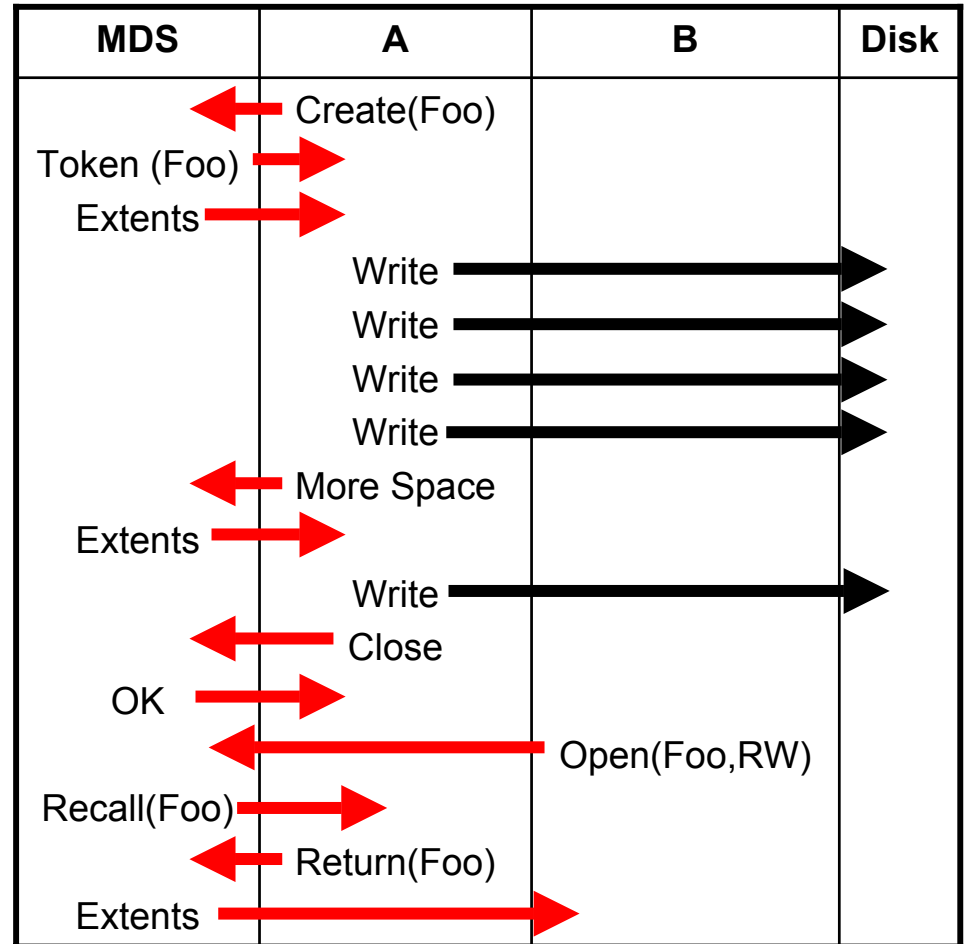 MDS A B Disk
Create(Foo)
Token (Foo)
Extents
Write
Write
Write
Write
More Space
Extents
Write
Close
OK
Open(Foo,RW)
Recall(Foo)
Return(Foo)
Extents